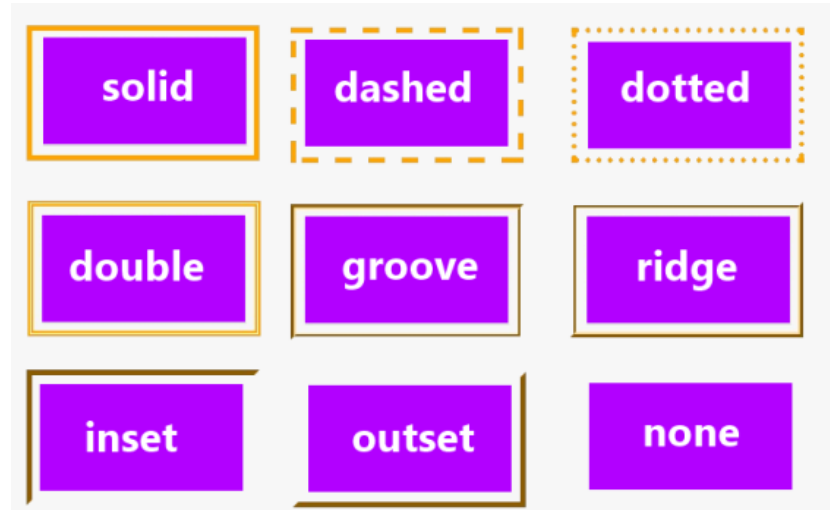 solid
dashed
dotted
double
groove
ridge
inset
outset
none